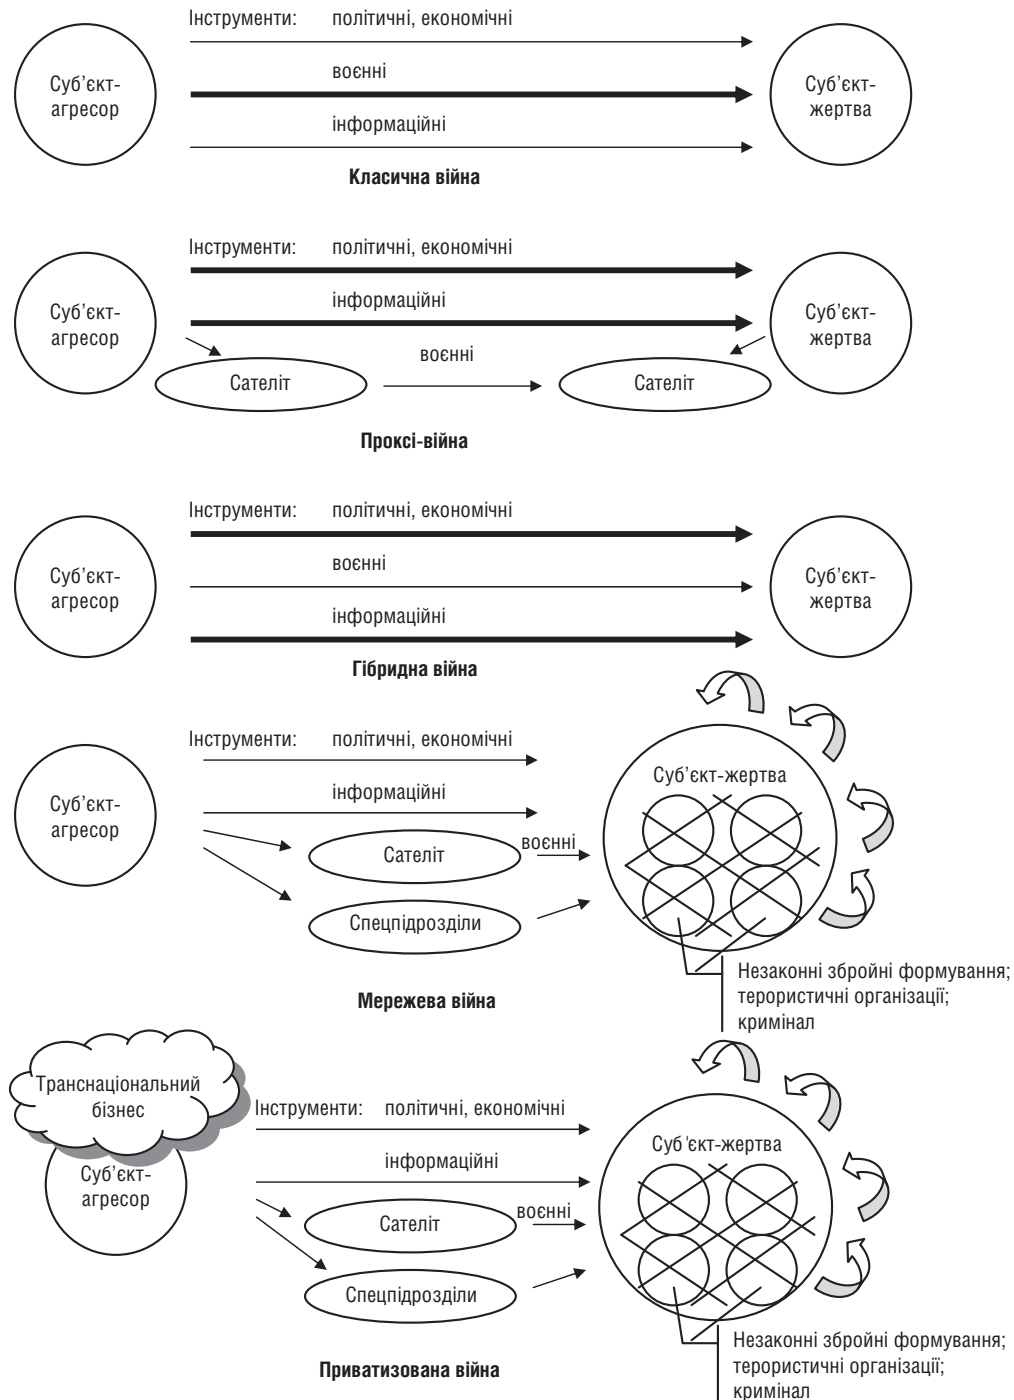 Інструменти: політичні, економічні
Суб’єкт-
агресор
воєнні
інформаційні
Суб’єкт-
жертва
Класична війна
Інструменти: політичні, економічні
Суб’єкт-
агресор
інформаційні
Суб’єкт-
жертва
воєнні
Сателіт
Сателіт
Проксі-війна
Інструменти: політичні, економічні
Суб’єкт-
агресор
воєнні
інформаційні
Суб’єкт-
жертва
Гібридна війна
Інструменти: політичні, економічні
Суб’єкт-
агресор
інформаційні
Сателіт
воєнні
Спецпідрозділи
Суб’єкт-жертва
Незаконні збройні формування;
терористичні організації;
кримінал
Мережева війна
Транснаціональний
бізнес
Суб’єкт-
агресор
Інструменти: політичні, економічні
інформаційні
Сателіт
воєнні
Спецпідрозділи
Суб’єкт-жертва
Незаконні збройні формування;
терористичні організації;
кримінал
Приватизована війна